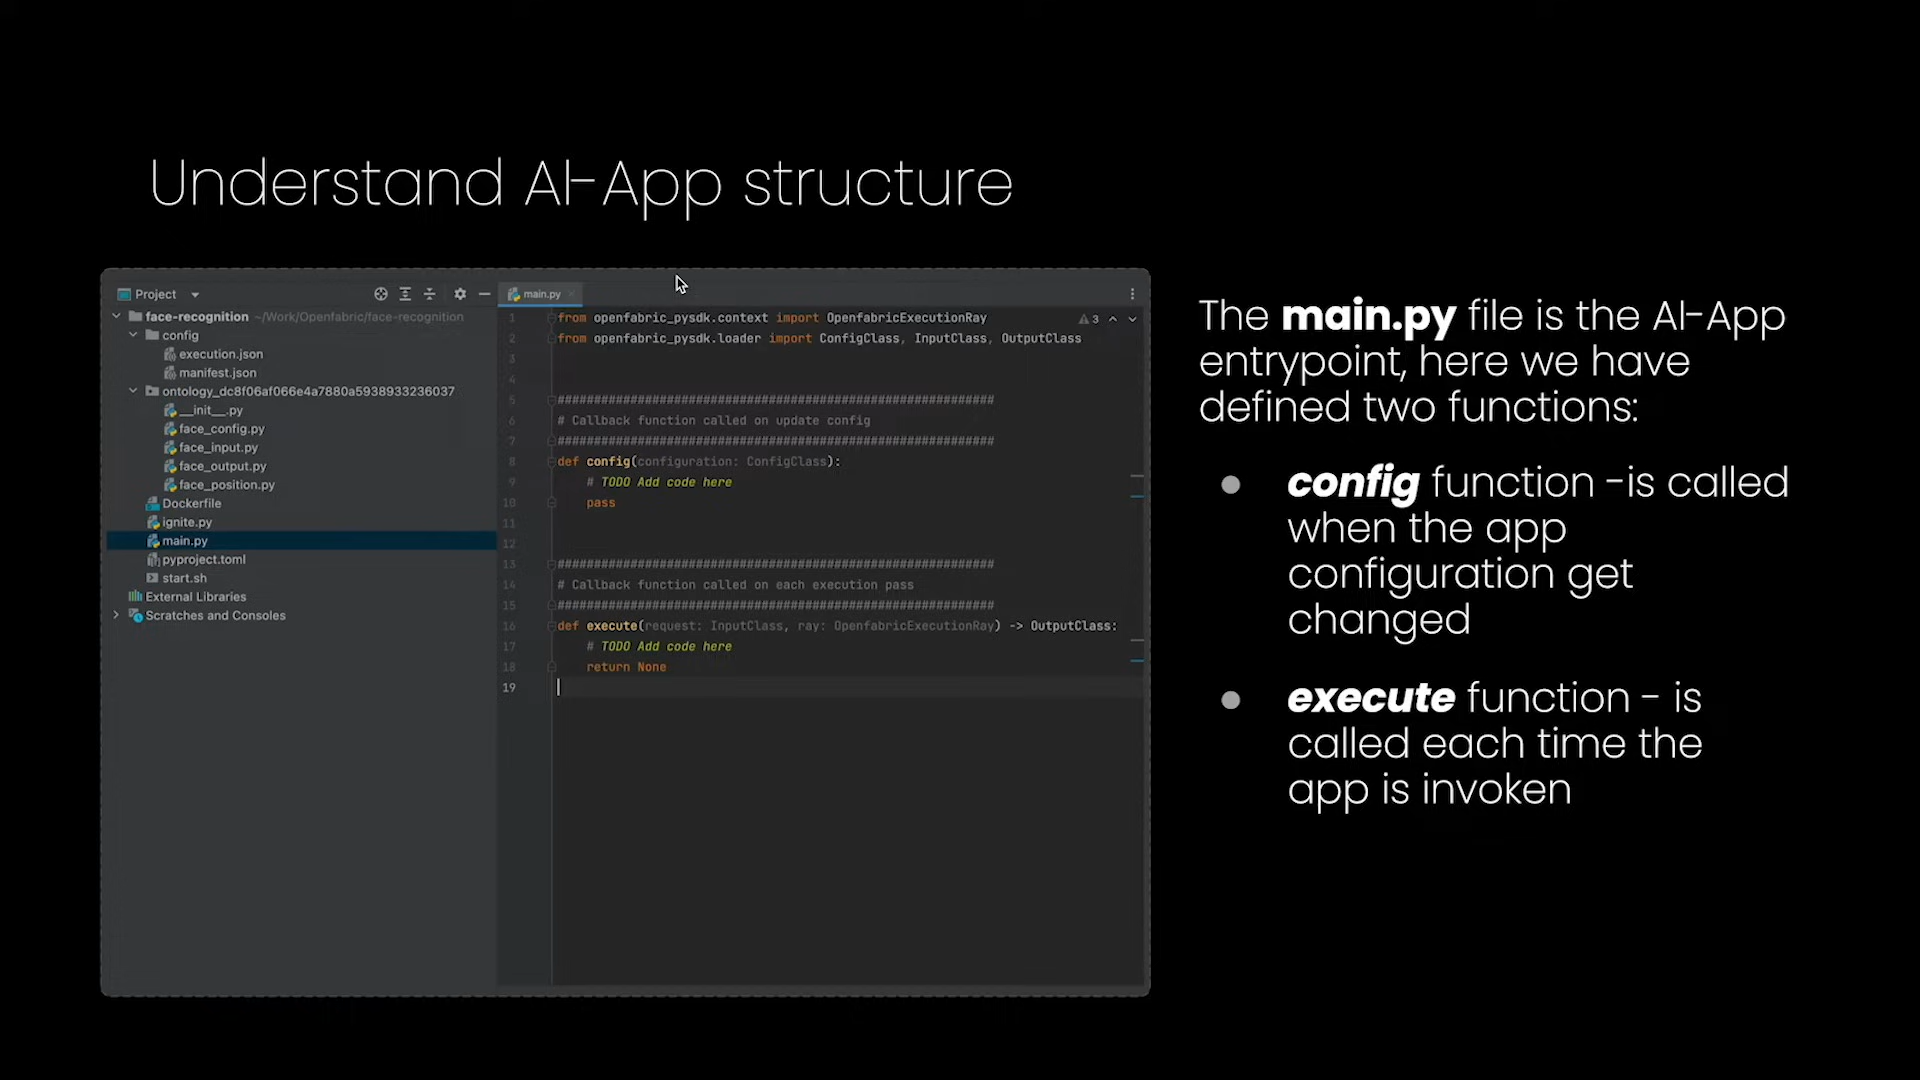 Understand AI-App structure
Project
face-recognition ~/Work/Openfabric/face-recognition
config
execution.json
manifest.json
ontology_dc8f06af066e4a7880a5938933236037
__init__.py
face_config.py
face_input.py
face_output.py
face_position.py
Dockerfile
ignite.py
main.py
pyproject.toml
start.sh
External Libraries
Scratches and Consoles
main.py
3
1 from openfabric_pysdk.context import OpenfabricExecutionRay
2 from openfabric_pysdk.loader import ConfigClass, InputClass, OutputClass
3
4
5 ############################################################
6 # Callback function called on update config
7 ############################################################
8 def config(configuration: ConfigClass):
9 # TODO Add code here
10 pass
11
12
13 ############################################################
14 # Callback function called on each execution pass
15 ############################################################
16 def execute(request: InputClass, ray: OpenfabricExecutionRay) -> OutputClass:
17 # TODO Add code here
18 return None
19
The main.py file is the AI-App
entrypoint, here we have
defined two functions:
● config function -is called
when the app
configuration get
changed
● execute function - is
called each time the
app is invoken